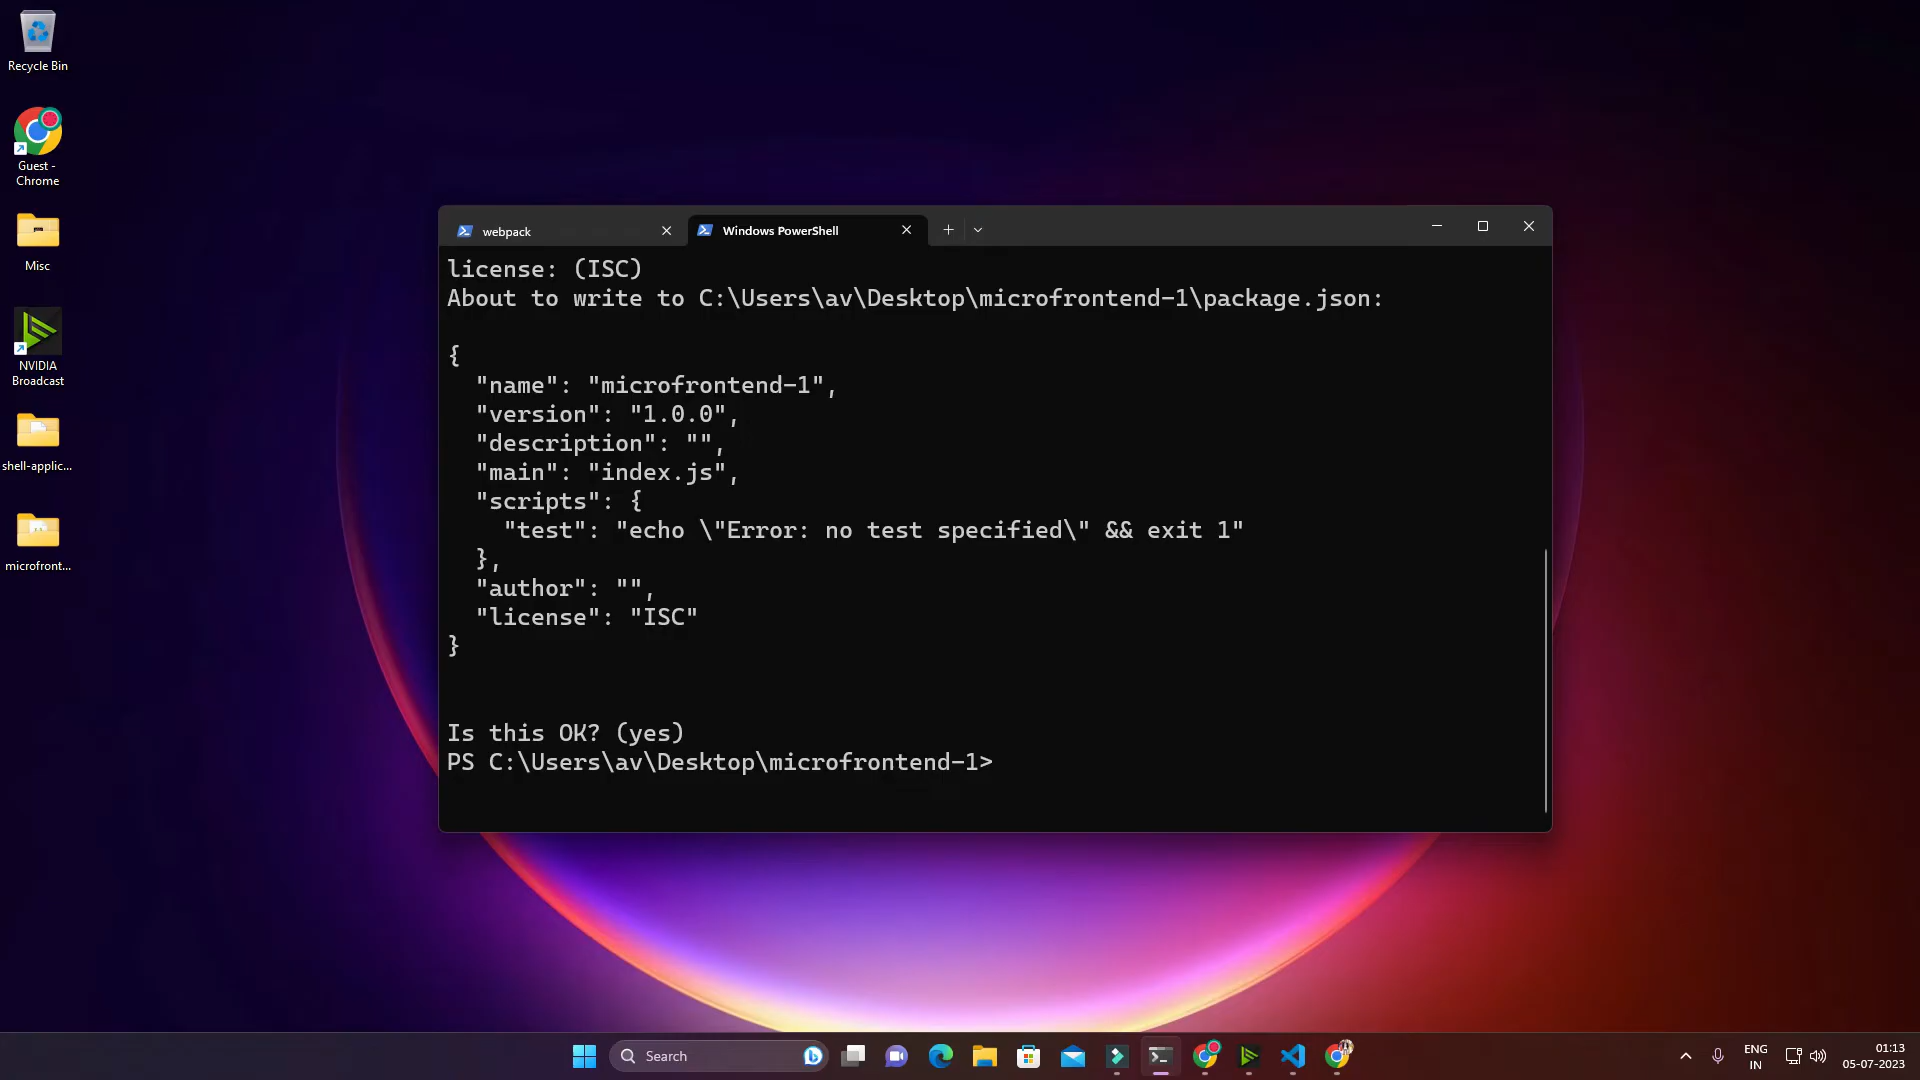 Recycle Bin
Guest -
Chrome
Misc
NVIDIA
Broadcast
shell-applic...
microfront...
webpack
Windows PowerShell
license: (ISC)
About to write to C:\Users\av\Desktop\microfrontend-1\package.json:
{
"name": "microfrontend-1",
"version": "1.0.0",
"description": "",
"main": "index.js",
"scripts": {
"test": "echo \"Error: no test specified\" && exit 1"
},
"author": "",
"license": "ISC"
}
Is this OK? (yes)
PS C:\Users\av\Desktop\microfrontend-1>
Search
ENG
IN
01:13
05-07-2023